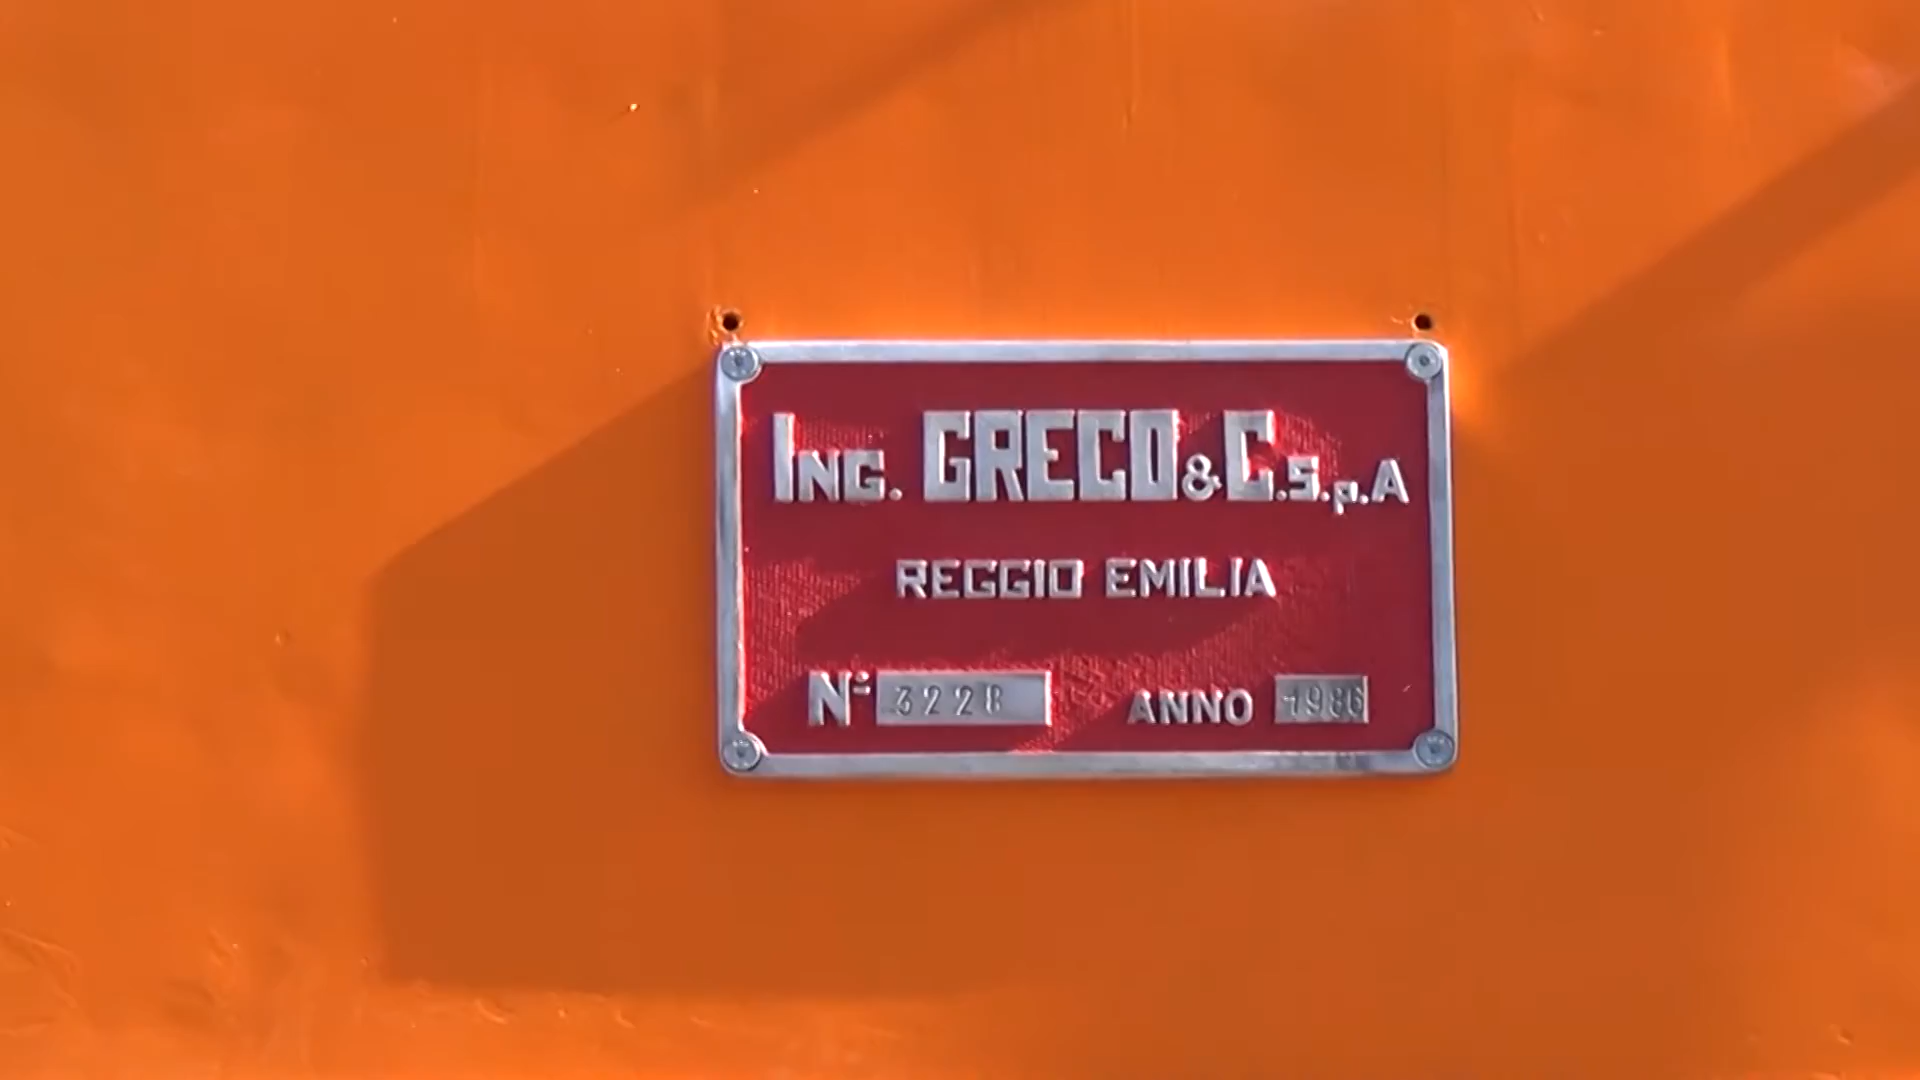 ING. GRECO & C. S.p.A
REGGIO EMILIA
N° 3228 ANNO 1986